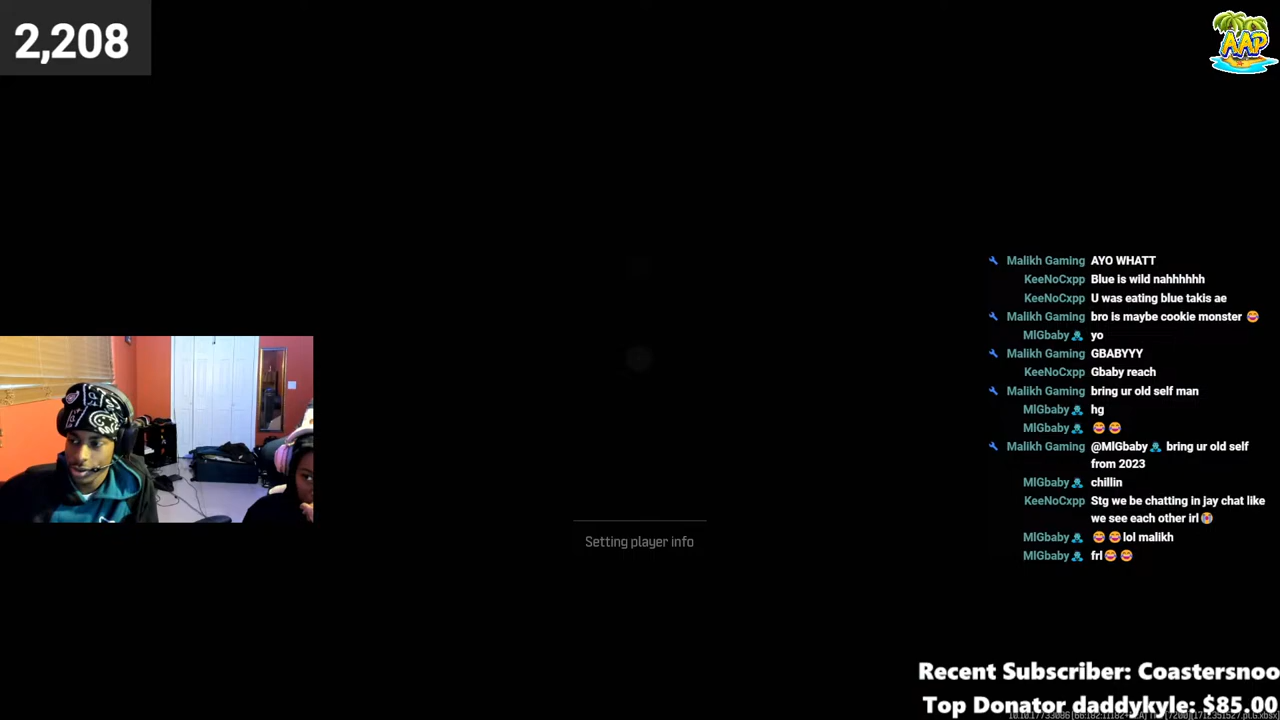 2,208
AAP
Malikh Gaming AYO WHATT
KeeNoCxpp Blue is wild nahhhhhh
KeeNoCxpp U was eating blue takis ae
Malikh Gaming bro is maybe cookie monster
MlGbaby yo
Malikh Gaming GBABYYY
KeeNoCxpp Gbaby reach
Malikh Gaming bring ur old self man
MlGbaby hg
MlGbaby
Malikh Gaming @MlGbaby bring ur old self
from 2023
MlGbaby chillin
KeeNoCxpp Stg we be chatting in jay chat like
we see each other irl
MlGbaby lol malikh
MlGbaby frl
Setting player info
Recent Subscriber: Coastersnoo
Top Donator daddykyle: $85.00